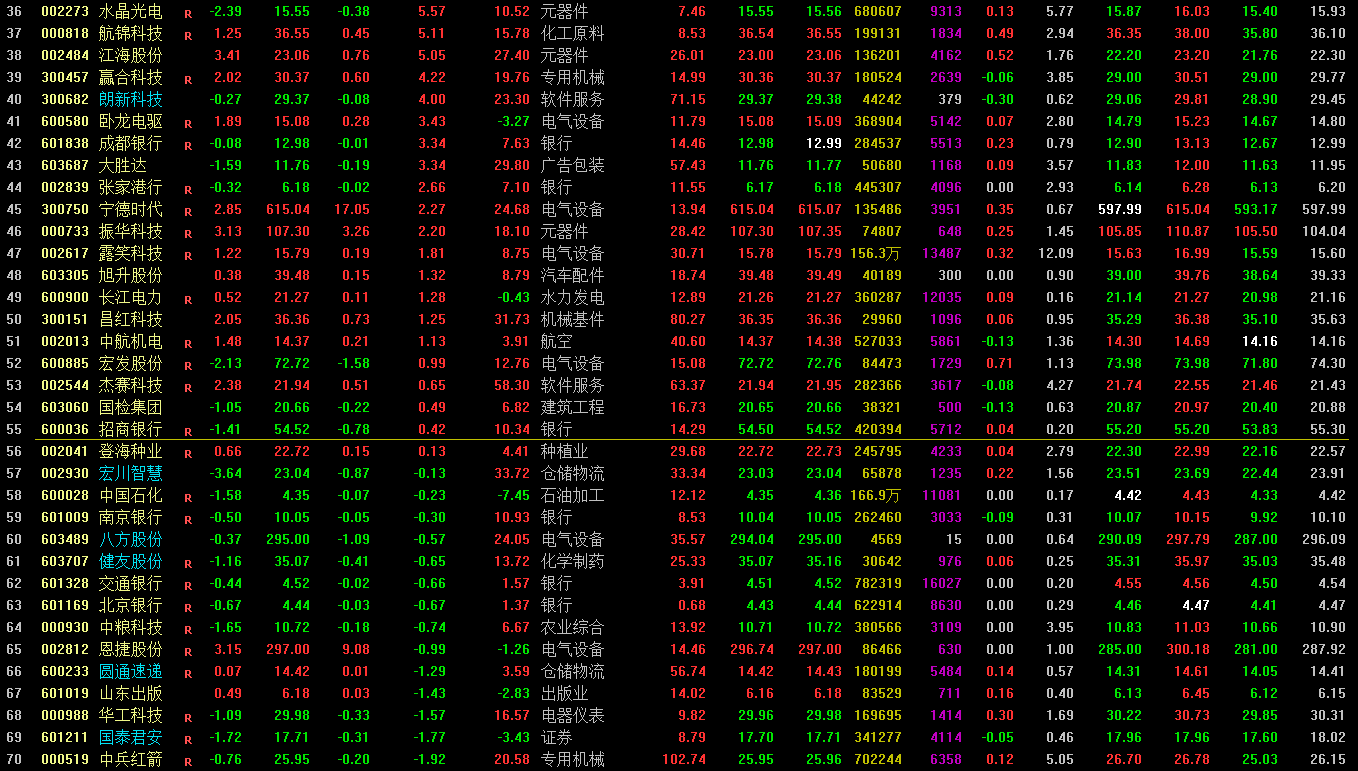 36 002273 水晶光电 R -2.39 15.55 -0.38 5.57 10.52 元器件 7.46 15.55 15.56 680607 9313 0.13 5.77 15.87 16.03 15.40 15.93
37 000818 航锦科技 R 1.25 36.55 0.45 5.11 15.78 化工原料 8.53 36.54 36.55 199131 1834 0.49 2.94 36.35 38.00 35.80 36.10
38 002484 江海股份 3.41 23.06 0.76 5.05 27.40 元器件 26.01 23.00 23.06 136201 4162 0.52 1.76 22.20 23.20 21.76 22.30
39 300457 赢合科技 R 2.02 30.37 0.60 4.22 19.76 专用机械 14.99 30.36 30.37 180524 2639 -0.06 3.85 29.00 30.51 29.00 29.77
40 300682 朗新科技 -0.27 29.37 -0.08 4.00 23.30 软件服务 71.15 29.37 29.38 44242 379 -0.30 0.62 29.06 29.81 28.90 29.45
41 600580 卧龙电驱 R 1.89 15.08 0.28 3.43 -3.27 电气设备 11.79 15.08 15.09 368904 5142 0.07 2.80 14.79 15.23 14.67 14.80
42 601838 成都银行 R -0.08 12.98 -0.01 3.34 7.63 银行 14.46 12.98 12.99 284537 5513 0.23 0.79 12.90 13.13 12.67 12.99
43 603687 大胜达 -1.59 11.76 -0.19 3.34 29.80 广告包装 57.43 11.76 11.77 50680 1168 0.09 3.57 11.83 12.00 11.63 11.95
44 002839 张家港行 R -0.32 6.18 -0.02 2.66 7.10 银行 11.55 6.17 6.18 445307 4096 0.00 2.93 6.14 6.28 6.13 6.20
45 300750 宁德时代 R 2.85 615.04 17.05 2.27 24.68 电气设备 13.94 615.04 615.07 135486 3951 0.35 0.67 597.99 615.04 593.17 597.99
46 000733 振华科技 R 3.13 107.30 3.26 2.20 18.10 元器件 28.42 107.30 107.35 74807 648 0.25 1.45 105.85 110.87 105.50 104.04
47 002617 露笑科技 R 1.22 15.79 0.19 1.81 8.75 电气设备 30.71 15.78 15.79 156.3万 13487 0.32 12.09 15.63 16.99 15.59 15.60
48 603305 旭升股份 0.38 39.48 0.15 1.32 8.79 汽车配件 18.74 39.48 39.49 40189 300 0.00 0.90 39.00 39.76 38.64 39.33
49 600900 长江电力 R 0.52 21.27 0.11 1.28 -0.43 水力发电 12.89 21.26 21.27 360287 12035 0.09 0.16 21.14 21.27 20.98 21.16
50 300151 昌红科技 2.05 36.36 0.73 1.25 31.73 机械基件 80.27 36.35 36.36 29960 1096 0.06 0.95 35.29 36.38 35.10 35.63
51 002013 中航机电 R 1.48 14.37 0.21 1.13 3.91 航空 40.60 14.37 14.38 527033 5861 -0.13 1.36 14.30 14.69 14.16 14.16
52 600885 宏发股份 R -2.13 72.72 -1.58 0.99 12.76 电气设备 15.08 72.72 72.76 84473 1729 0.71 1.13 73.98 73.98 71.80 74.30
53 002544 杰赛科技 R 2.38 21.94 0.51 0.65 58.30 软件服务 63.37 21.94 21.95 282366 3617 -0.08 4.27 21.74 22.55 21.46 21.43
54 603060 国检集团 -1.05 20.66 -0.22 0.49 6.82 建筑工程 16.73 20.65 20.66 38321 500 -0.13 0.63 20.87 20.97 20.40 20.88
55 600036 招商银行 R -1.41 54.52 -0.78 0.42 10.34 银行 14.29 54.50 54.52 420394 5712 0.04 0.20 55.20 55.20 53.83 55.30
56 002041 登海种业 R 0.66 22.72 0.15 0.13 4.41 种植业 29.68 22.72 22.73 245795 4233 0.04 2.79 22.30 22.99 22.16 22.57
57 002930 宏川智慧 -3.64 23.04 -0.87 -0.13 33.72 仓储物流 33.34 23.03 23.04 65878 1235 0.22 1.56 23.51 23.69 22.44 23.91
58 600028 中国石化 R -1.58 4.35 -0.07 -0.23 -7.45 石油加工 12.12 4.35 4.36 166.9万 11081 0.00 0.17 4.42 4.43 4.33 4.42
59 601009 南京银行 R -0.50 10.05 -0.05 -0.30 10.93 银行 8.53 10.04 10.05 262460 3033 -0.09 0.31 10.07 10.15 9.92 10.10
60 603489 八方股份 -0.37 295.00 -1.09 -0.57 24.05 电气设备 35.57 294.04 295.00 4569 15 0.00 0.64 290.09 297.79 287.00 296.09
61 603707 健友股份 R -1.16 35.07 -0.41 -0.65 13.72 化学制药 25.33 35.07 35.16 30642 976 0.06 0.25 35.31 35.97 35.03 35.48
62 601328 交通银行 R -0.44 4.52 -0.02 -0.66 1.57 银行 3.91 4.51 4.52 782319 16027 0.00 0.20 4.55 4.56 4.50 4.54
63 601169 北京银行 R -0.67 4.44 -0.03 -0.67 1.37 银行 0.68 4.43 4.44 622914 8630 0.00 0.29 4.46 4.47 4.41 4.47
64 000930 中粮科技 R -1.65 10.72 -0.18 -0.74 6.67 农业综合 13.92 10.71 10.72 380566 3109 0.00 3.95 10.83 11.03 10.66 10.90
65 002812 恩捷股份 R 3.15 297.00 9.08 -0.99 -1.26 电气设备 14.46 296.74 297.00 86466 630 0.00 1.00 285.00 300.18 281.00 287.92
66 600233 圆通速递 R 0.07 14.42 0.01 -1.29 3.59 仓储物流 56.74 14.42 14.43 180199 5484 0.14 0.57 14.31 14.61 14.05 14.41
67 601019 山东出版 0.49 6.18 0.03 -1.43 -2.83 出版业 14.02 6.16 6.18 83529 711 0.16 0.40 6.13 6.45 6.12 6.15
68 000988 华工科技 R -1.09 29.98 -0.33 -1.57 16.57 电器仪表 9.82 29.96 29.98 169695 1414 0.30 1.69 30.22 30.73 29.85 30.31
69 601211 国泰君安 R -1.72 17.71 -0.31 -1.77 -3.43 证券 8.79 17.70 17.71 341277 4114 -0.05 0.46 17.96 17.96 17.60 18.02
70 000519 中兵红箭 R -0.76 25.95 -0.20 -1.92 20.58 专用机械 102.74 25.95 25.96 702244 6358 0.12 5.05 26.70 26.78 25.03 26.15